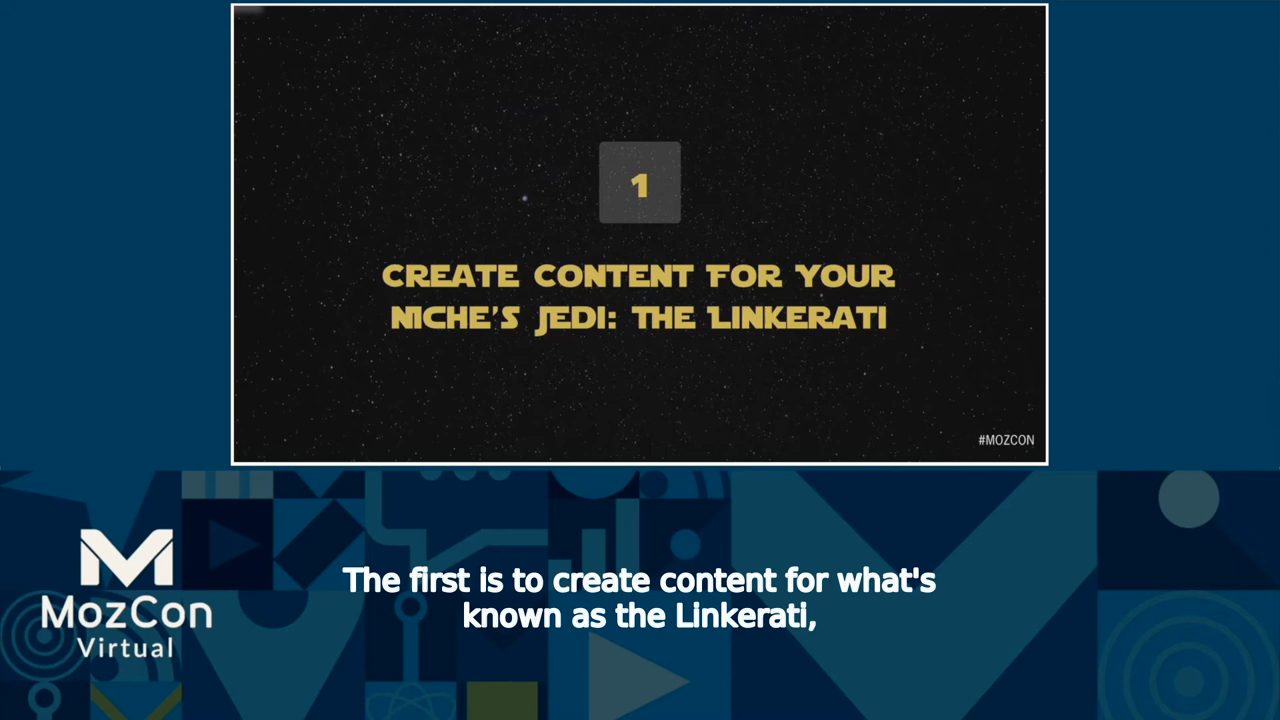 1
CREATE CONTENT FOR YOUR
NICHE'S JEDI: THE LINKERATI
#MOZCON
MozCon
Virtual
The first is to create content for what's
known as the Linkerati,